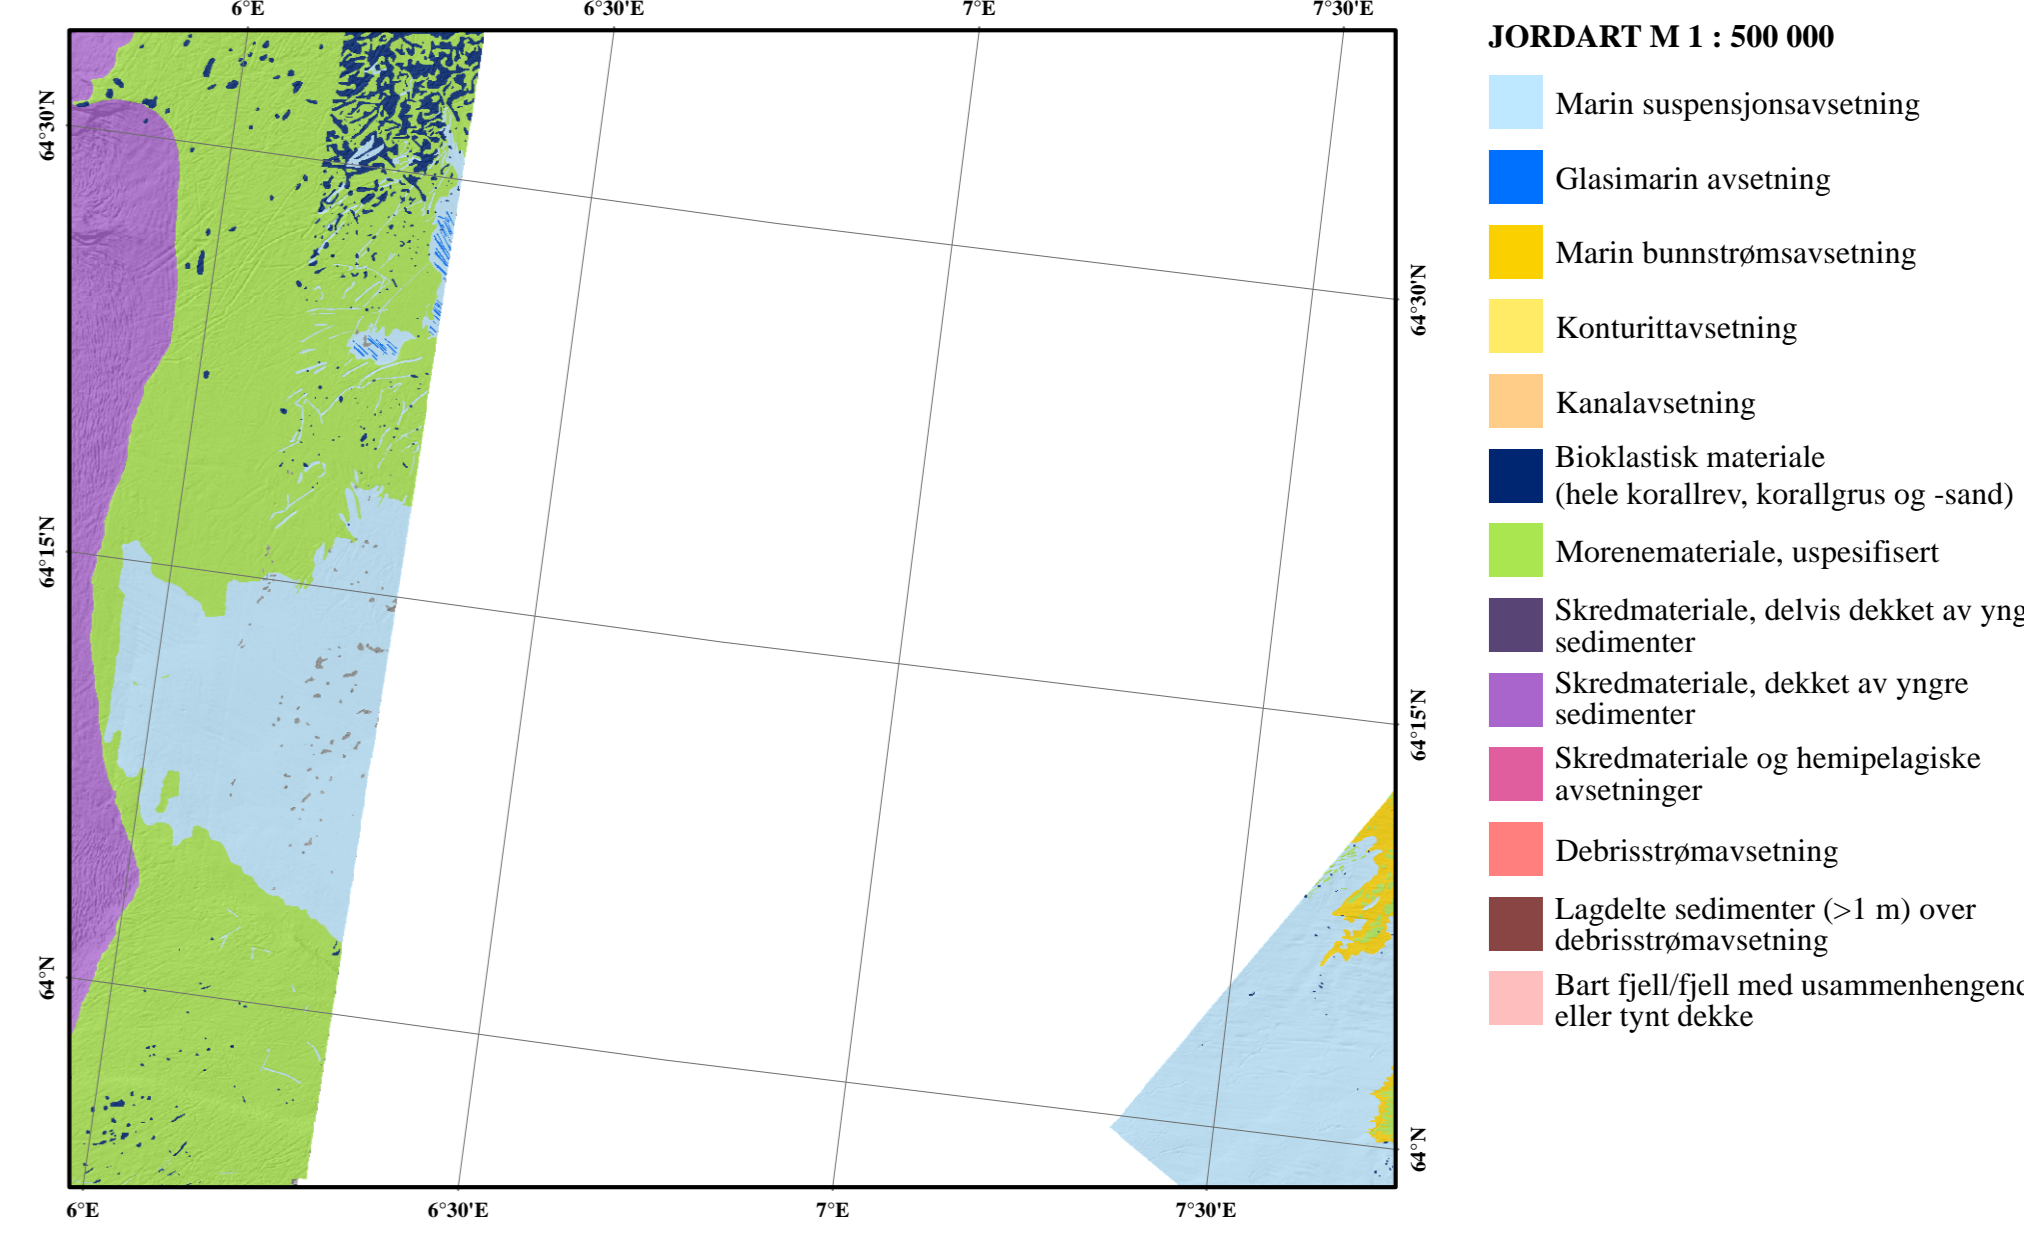 6°E 6°30'E 7°E 7°30'E
64°30'N
64°15'N
64°N
64°30'N
64°15'N
64°N
6°E 6°30'E 7°E 7°30'E
JORDART M 1 : 500 000
Marin suspensjonsavsetning
Glasimarin avsetning
Marin bunnstrømsavsetning
Konturittavsetning
Kanalavsetning
Bioklastisk materiale
(hele korallrev, korallgrus og -sand)
Morenemateriale, uspesifisert
Skredmateriale, delvis dekket av yng
sedimenter
Skredmateriale, dekket av yngre
sedimenter
Skredmateriale og hemipelagiske
avsetninger
Debrisstrømavsetning
Lagdelte sedimenter (>1 m) over
debrisstrømavsetning
Bart fjell/fjell med usammenhengend
eller tynt dekke